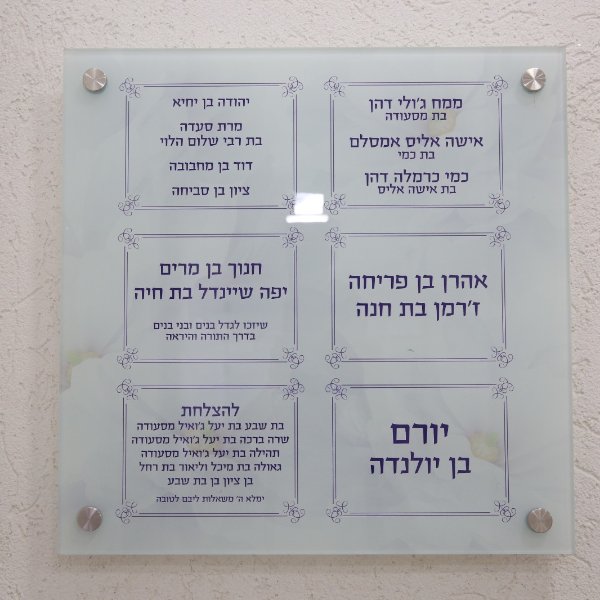 ממח ג'ולי דהן
בת מסעודה
אישה אליס אמסלם
בת כמי
כמי כרמלה דהן
בת אישה אליס
יהודה בן יחיא
מרת סעדה
בת רבי שלום הלוי
דוד בן מחבובה
ציון בן סביחה
אהרן בן פריחה
ז'רמן בת חנה
חנוך בן מרים
יפה שיינדל בת חיה
שיזכו לגדל בנים ובני בנים
בדרך התורה והיראה
יורם
בן יולנדה
להצלחת
בת שבע בת יעל ג'ואיל מסעודה
שרה ברכה בת יעל ג'ואיל מסעודה
תהילה בת יעל ג'ואיל מסעודה
גאולה בת מיכל וליאור בת רחל
בן ציון בן בת שבע
ימלא ה' משאלות ליבם לטובה